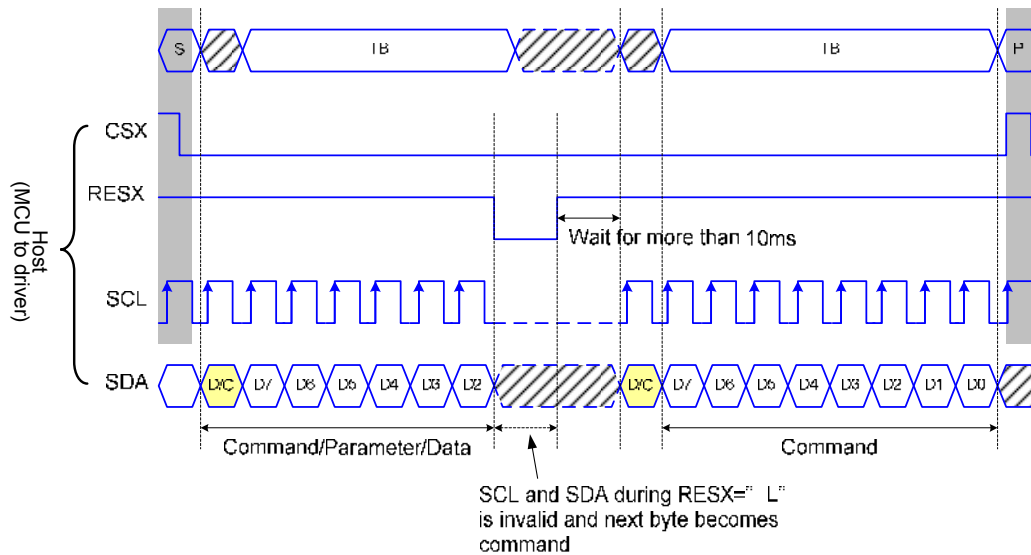 S TB TB P
CSX
RESX
Wait for more than 10ms
Host
(MCU to driver)
SCL
SDA D/C D7 D6 D5 D4 D3 D2 D/C D7 D6 D5 D4 D3 D2 D1 D0
Command/Parameter/Data Command
SCL and SDA during RESX=” L”
is invalid and next byte becomes
command